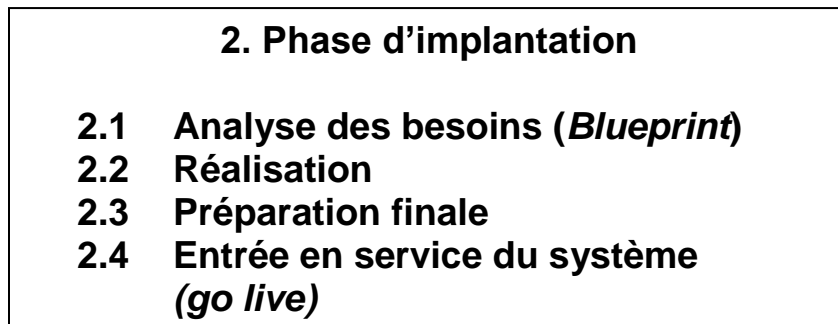 2. Phase d’implantation
2.1 Analyse des besoins (Blueprint)
2.2 Réalisation
2.3 Préparation finale
2.4 Entrée en service du système
(go live)